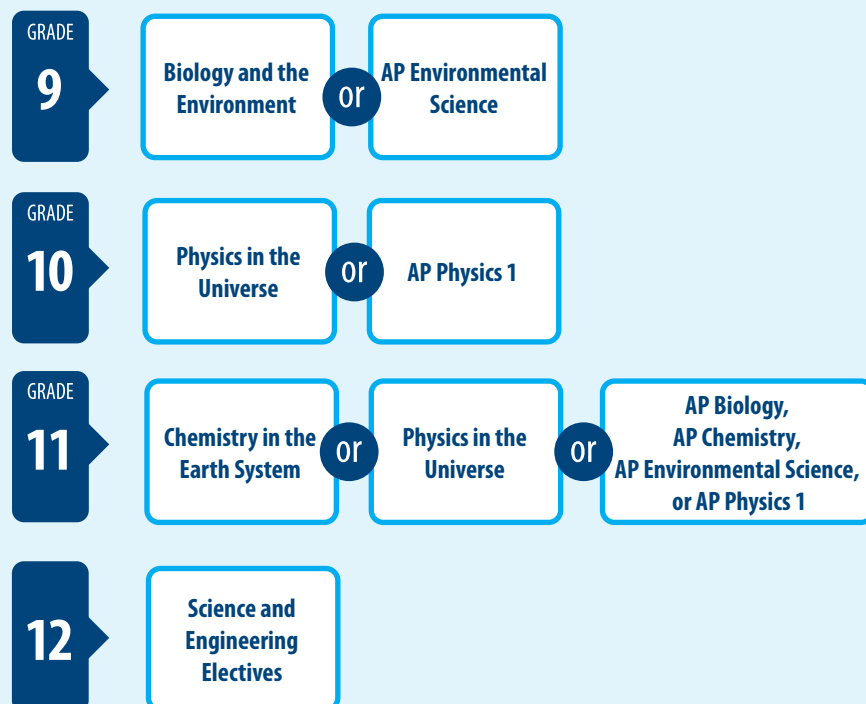 GRADE
9
Biology and the
Environment
or
AP Environmental
Science
GRADE
10
Physics in the
Universe
or
AP Physics 1
GRADE
11
Chemistry in the
Earth System
or
Physics in the
Universe
or
AP Biology,
AP Chemistry,
AP Environmental Science,
or AP Physics 1
12
Science and
Engineering
Electives